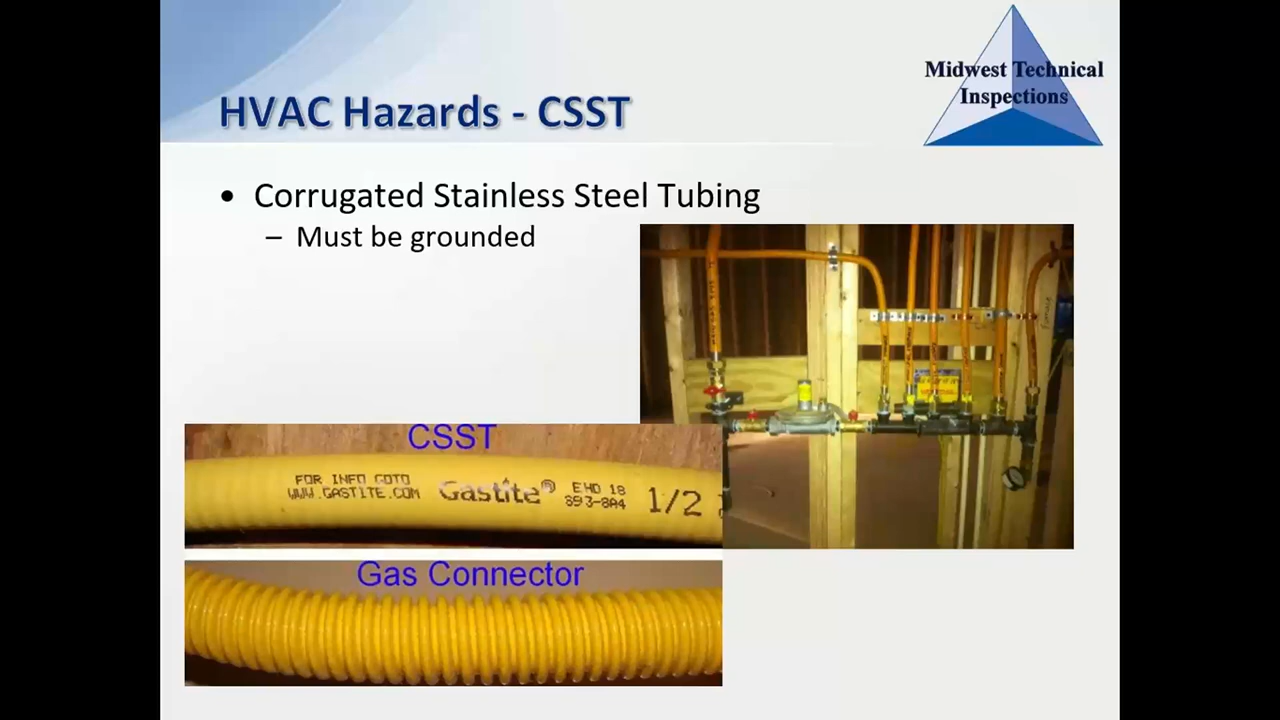 Midwest Technical
Inspections
HVAC Hazards - CSST
• Corrugated Stainless Steel Tubing
– Must be grounded
CSST
FOR INFO GOTO
WWW.GASTITE.COM
Gastite®
EHD 18
893-8A4
1/2
Gas Connector